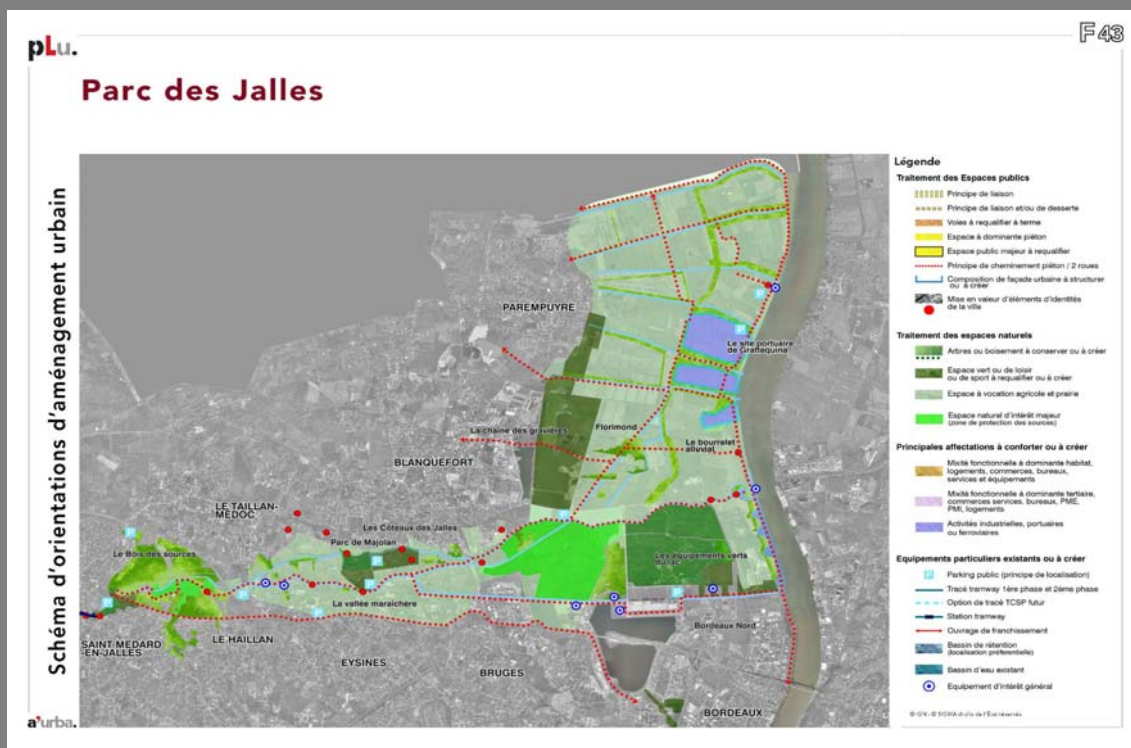 pLu.
F 43
Parc des Jalles
Schéma d'orientations d'aménagement urbain
PAREMPUYRE
Le site portuaire
de Grattequina
La chaîne des gravières
Florimond
Le bourrelet
alluvial
BLANQUEFORT
LE TAILLAN-
MEDOC
Les Côteaux des Jalles
Parc de Majolan
Le Bois des sources
Les équipements verts
du lac
La vallée maraichère
Bordeaux Nord
SAINT MEDARD
-EN-JALLES
LE HAILLAN
EYSINES
BRUGES
BORDEAUX
a'urba.
Légende
Traitement des Espaces publics
Principe de liaison
Principe de liaison et/ou de desserte
Voies à requalifier à terme
Espace à dominante piéton
Espace public majeur à requalifier
Principe de cheminement piéton / 2 roues
Composition de façade urbaine à structurer
ou à créer
Mise en valeur d'éléments d'identités
de la ville
Traitement des espaces naturels
Arbres ou boisement à conserver ou à créer
Espace vert ou de loisir
ou de sport à requalifier ou à créer
Espace à vocation agricole et prairie
Espace naturel d'intérêt majeur
(zone de protection des sources)
Principales affectations à conforter ou à créer
Mixité fonctionnelle à dominante habitat,
logements, commerces, bureaux,
services et équipements
Mixité fonctionnelle à dominante tertiaire,
commerces services, bureaux, PME,
PMI, logements
Activités industrielles, portuaires
ou ferroviaires
Equipements particuliers existants ou à créer
P Parking public (principe de localisation)
Tracé tramway 1ère phase et 2ème phase
Option de tracé TCSP futur
Station tramway
Ouvrage de franchissement
Bassin de rétention
(localisation préférentielle)
Bassin d'eau existant
Equipement d'intérêt général